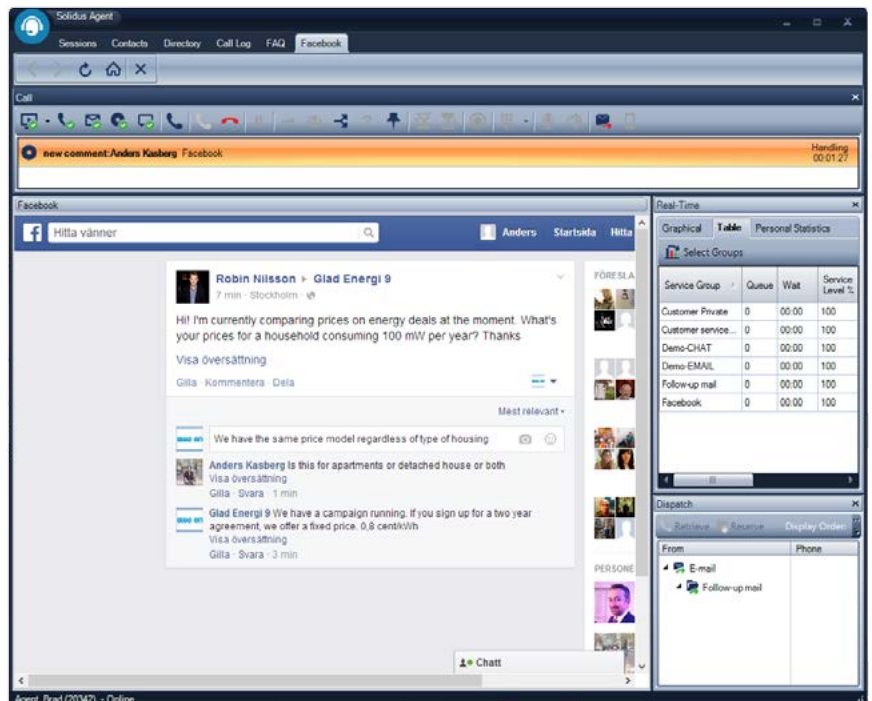 Solidus Agent
Sessions Contacts Directory Call Log FAQ Facebook
Call
new comment:Anders Kasberg Facebook
Handling
00:01:27
Facebook
Hitta vänner
Anders Startsida Hitta
Robin Nilsson Glad Energi 9
7 min · Stockholm ·
Hi! I'm currently comparing prices on energy deals at the moment. What's
your prices for a household consuming 100 mW per year? Thanks
Visa översättning
Gilla · Kommentera · Dela
Mest relevant
We have the same price model regardless of type of housing
Anders Kasberg Is this for apartments or detached house or both
Visa översättning
Gilla · Svara · 1 min
Glad Energi 9 We have a campaign running. If you sign up for a two year
agreement, we offer a fixed price. 0,8 cent/kWh
Visa översättning
Gilla · Svara · 3 min
FÖRESLA
PERSONE
Chatt
Real-Time
Graphical Table Personal Statistics
Select Groups
Service Group Queue Wait Service Level %
Customer Private 0 00:00 100
Customer service... 0 00:00 100
Demo-CHAT 0 00:00 100
Demo-EMAIL 0 00:00 100
Follow-up mail 0 00:00 100
Facebook 0 00:00 100
Dispatch
Retrieve Reserve Display Order:
From Phone
E-mail
Follow-up mail
Agent, Brad (20342) - Online